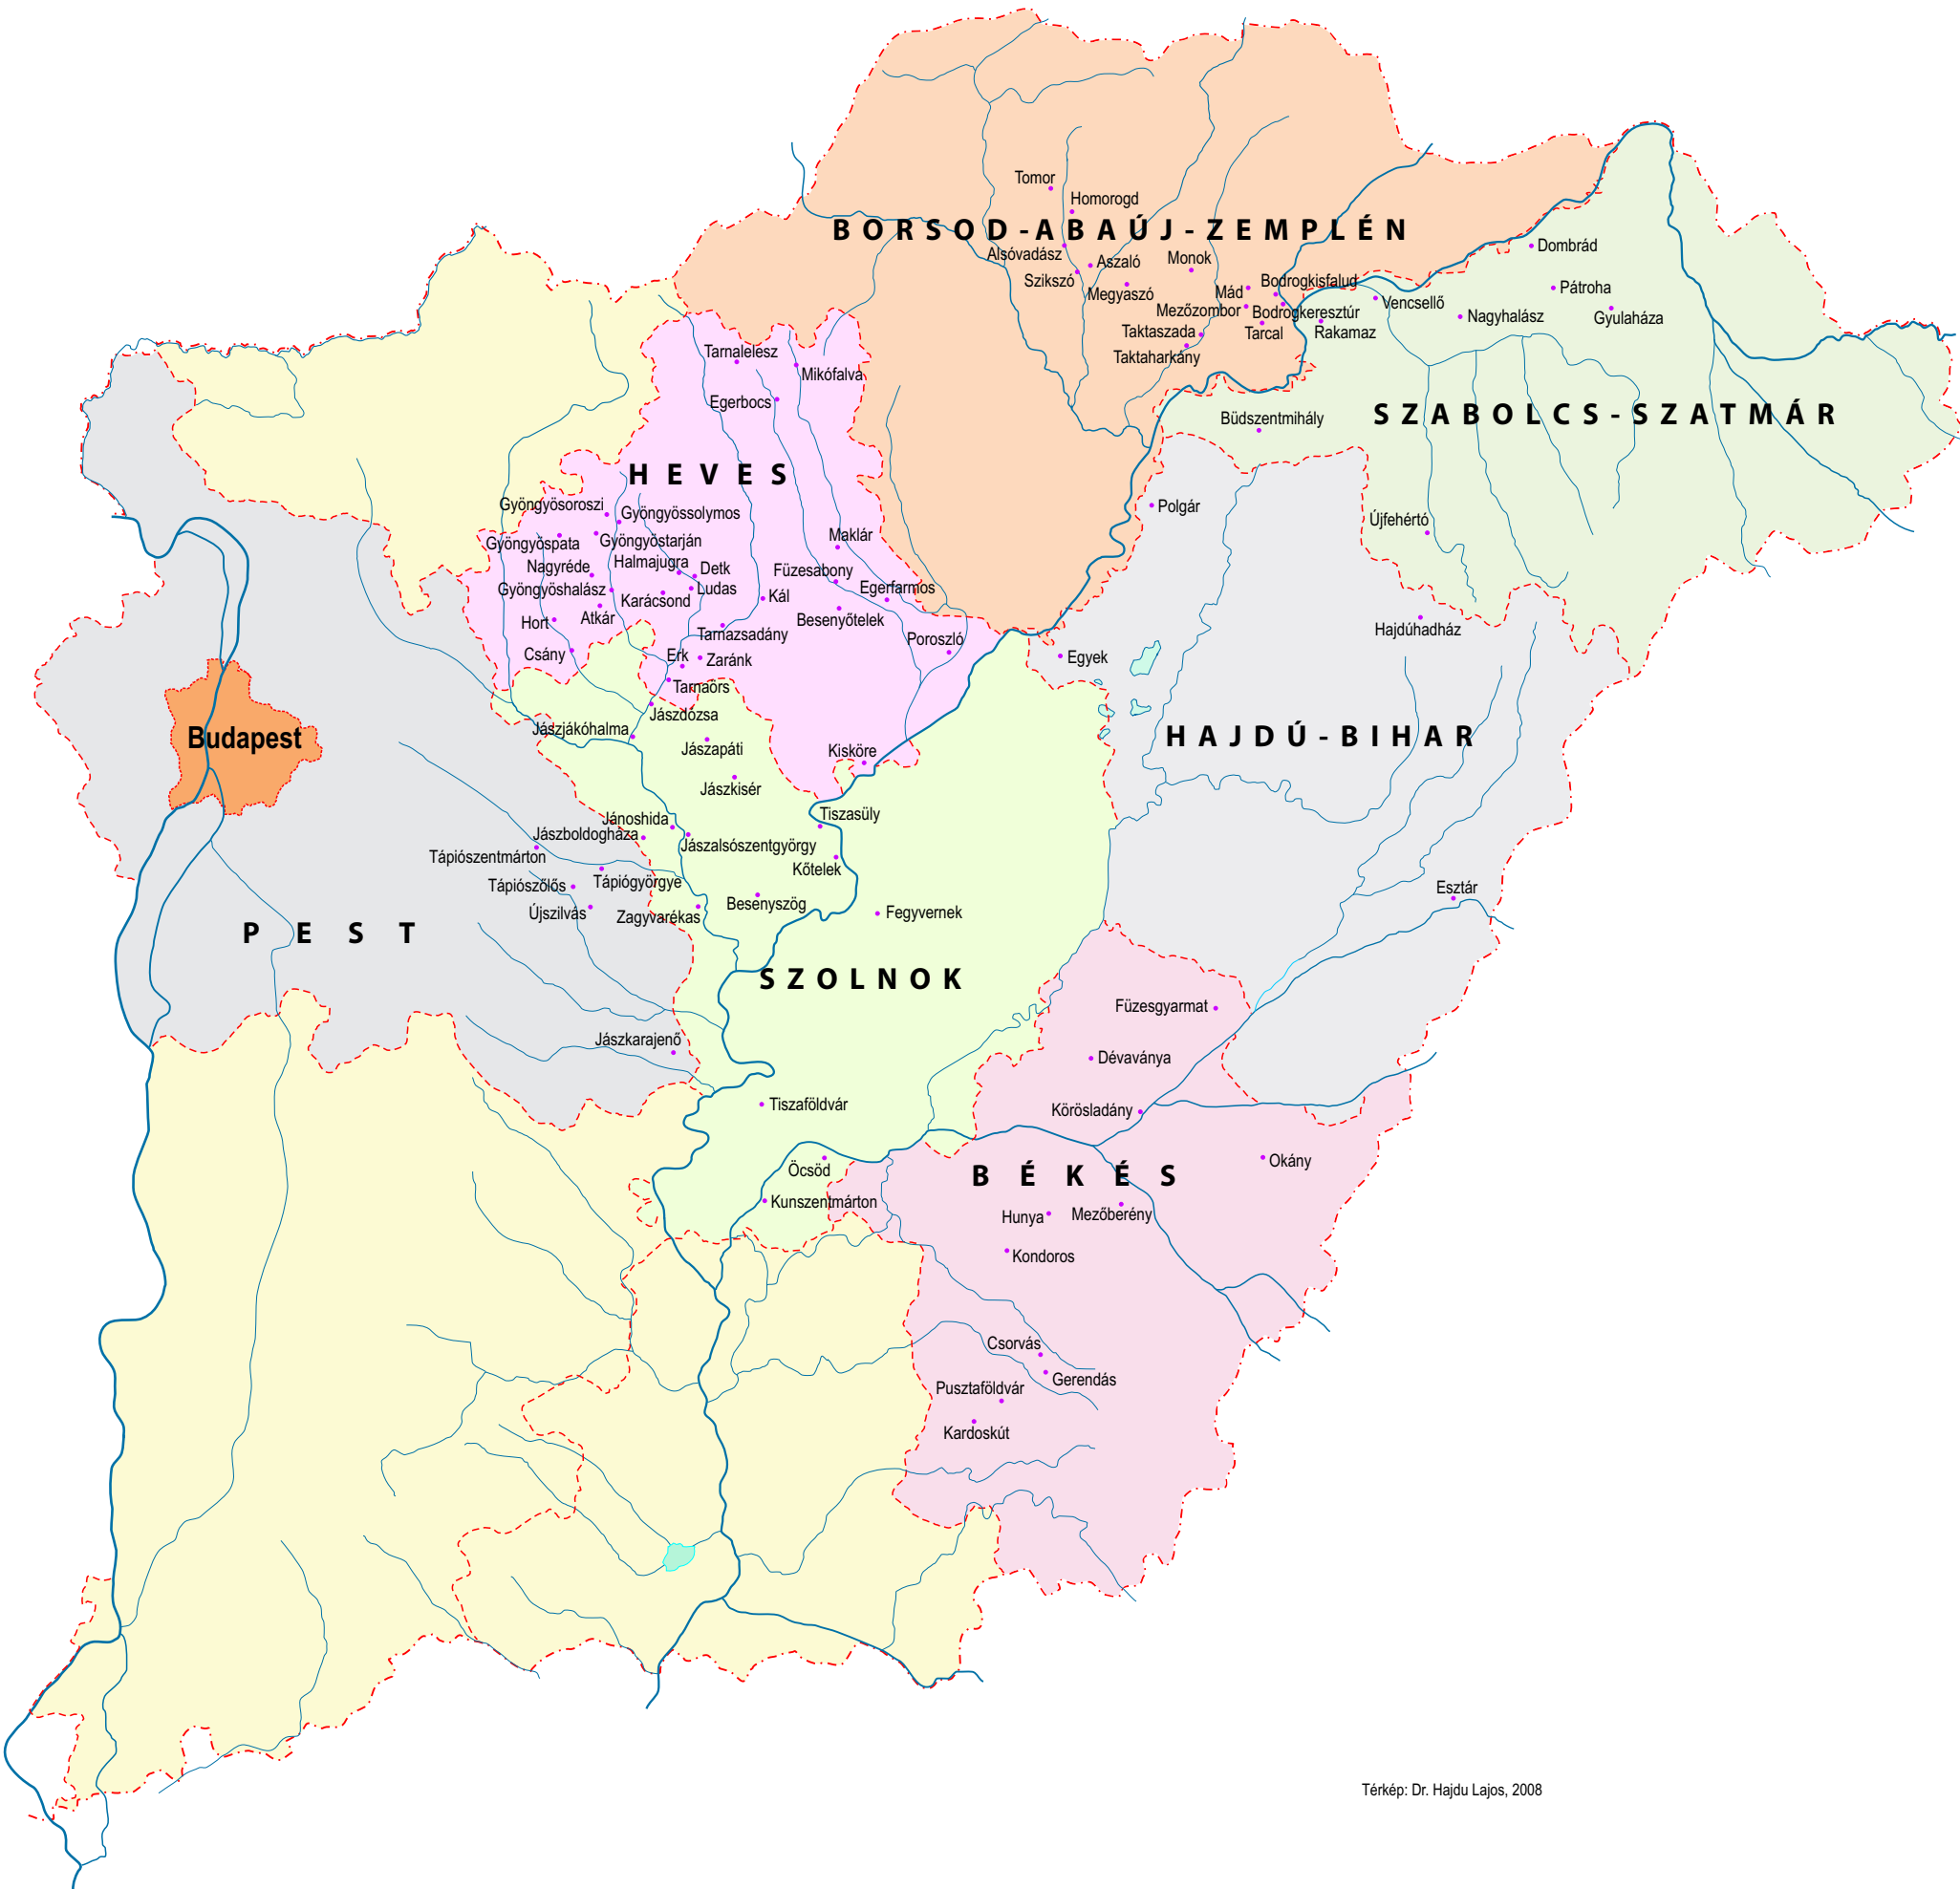 Tomor
Homorogd
BORSOD-ABAÚJ-ZEMPLÉN
Alsóvadász
Aszaló
Monok
Dombrád
Szikszó
Megyaszó
Mád
Bodrogkisfalud
Pátroha
Mezőzombor
Bodrogkeresztúr
Vencsellő
Nagyhalász
Gyulaháza
Taktaszada
Tarcal
Rakamaz
Taktaharkány
Tarnalelesz
Mikófalva
Egerbocs
Büdszentmihály
SZABOLCS-SZATMÁR
HEVES
Gyöngyösoroszi
Gyöngyössolymos
Polgár
Újfehértó
Gyöngyöspata
Gyöngyöstarján
Maklár
Nagyréde
Halmajugra
Detk
Füzesabony
Gyöngyöshalász
Karácsond
Ludas
Kál
Egerfarmos
Hort
Atkár
Besenyőtelek
Tarnazsadány
Poroszló
Hajdúhadház
Csány
Erk
Zaránk
Egyek
Tarnaörs
Jászdózsa
Jászjákóhalma
Budapest
HAJDÚ-BIHAR
Jászapáti
Kisköre
Jászkisér
Jánoshida
Tiszasüly
Jászboldogháza
Jászalsószentgyörgy
Tápiószentmárton
Kőtelek
Tápiószőlős
Tápiógyörgye
Esztár
Újszilvás
Zagyvarékas
Besenyszög
Fegyvernek
PEST
SZOLNOK
Füzesgyarmat
Jászkarajenő
Dévaványa
Tiszaföldvár
Körösladány
Öcsöd
BÉKÉS
Okány
Kunszentmárton
Hunya
Mezőberény
Kondoros
Csorvás
Gerendás
Pusztaföldvár
Kardoskút
Térkép: Dr. Hajdu Lajos, 2008